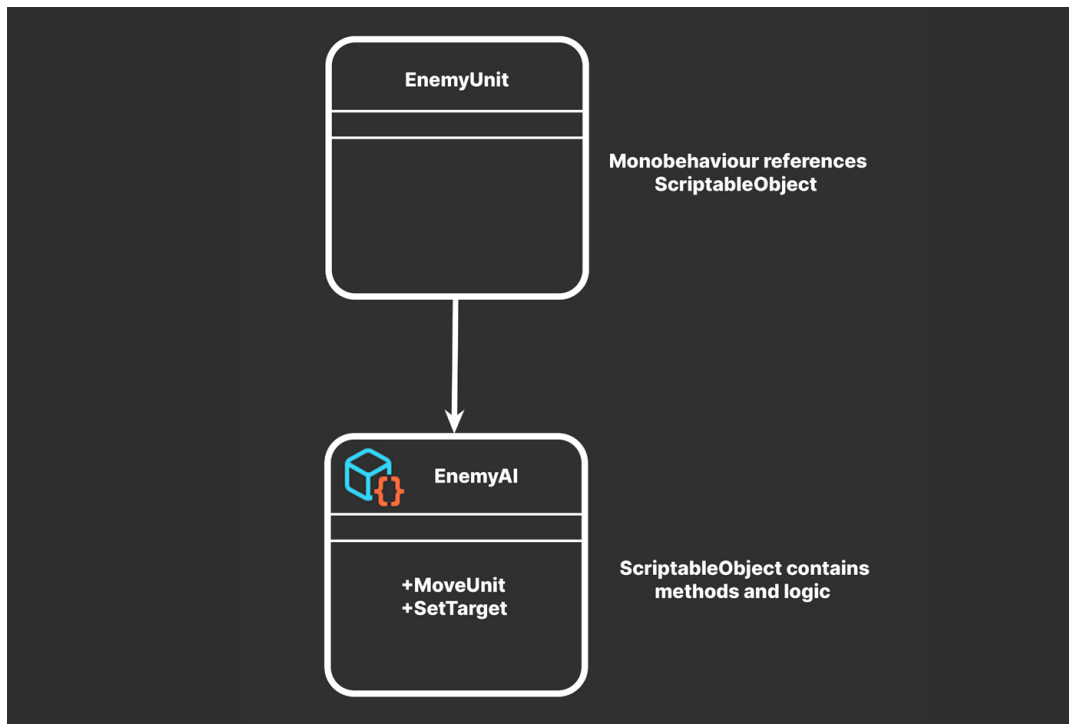 EnemyUnit
Monobehaviour references
ScriptableObject
EnemyAI
+MoveUnit
+SetTarget
ScriptableObject contains
methods and logic